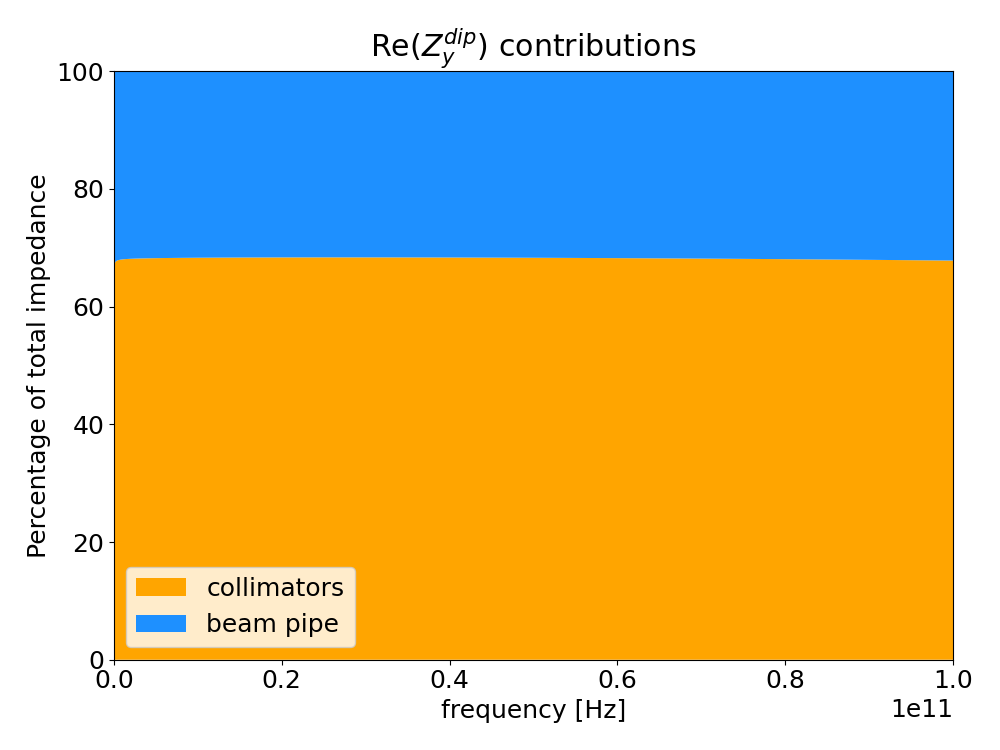 Re(Z_y^{dip}) contributions
Percentage of total impedance
100
80
60
40
20
0
collimators
beam pipe
0.0 0.2 0.4 0.6 0.8 1.0
frequency [Hz]
1e11